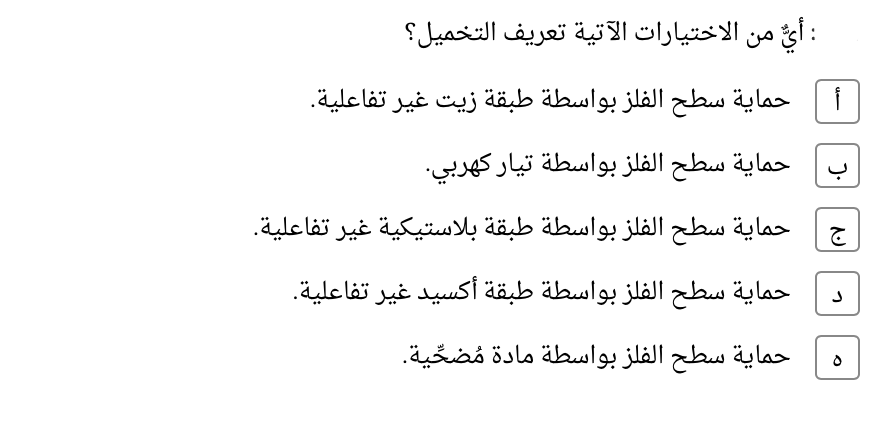 : أيٌّ من الاختيارات الآتية تعريف التخميل؟
أ حماية سطح الفلز بواسطة طبقة زيت غير تفاعلية.
ب حماية سطح الفلز بواسطة تيار كهربي.
ج حماية سطح الفلز بواسطة طبقة بلاستيكية غير تفاعلية.
د حماية سطح الفلز بواسطة طبقة أكسيد غير تفاعلية.
ه حماية سطح الفلز بواسطة مادة مُضحِّية.